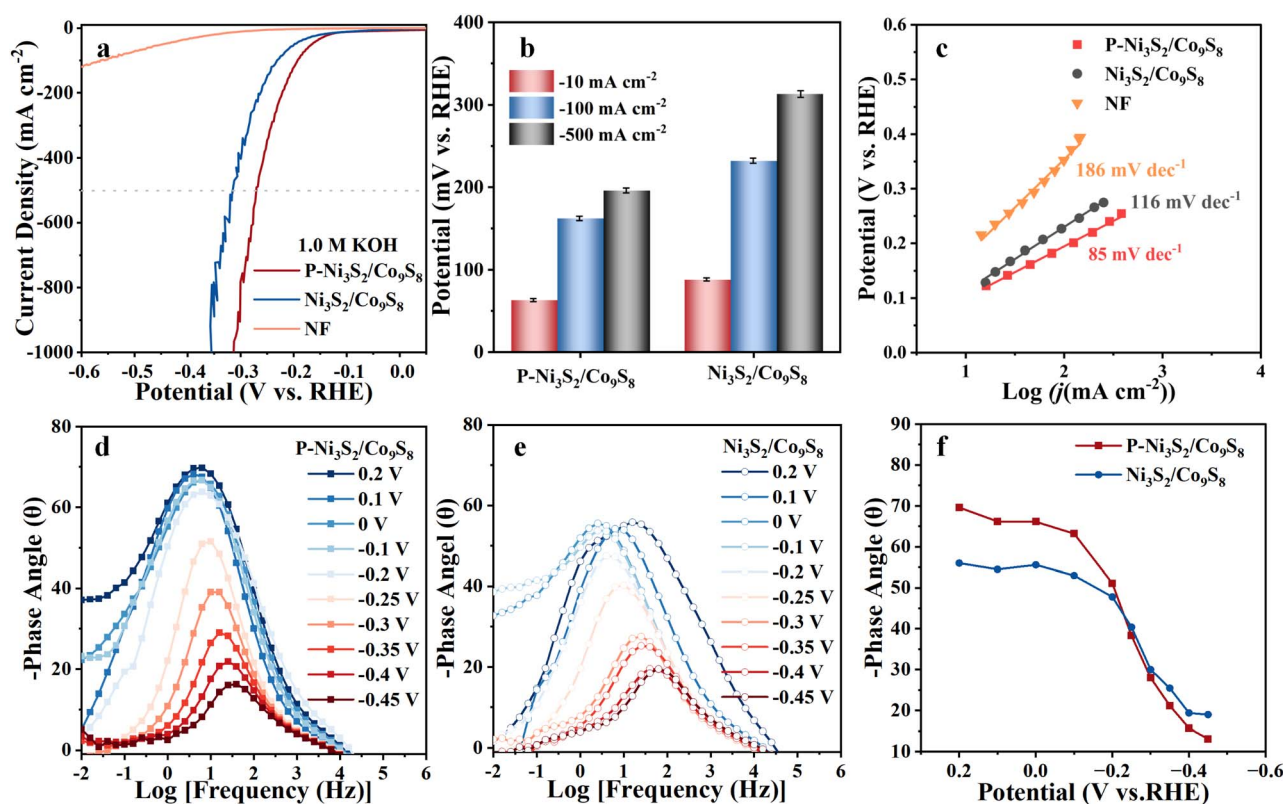 a
Current Density (mA cm⁻²)
0
-200
-400
-600
-800
-1000
1.0 M KOH
P-Ni₃S₂/Co₉S₈
Ni₃S₂/Co₉S₈
NF
-0.6 -0.5 -0.4 -0.3 -0.2 -0.1 0.0
Potential (V vs. RHE)
b
Potential (mV vs. RHE)
400
300
200
100
0
-10 mA cm⁻²
-100 mA cm⁻²
-500 mA cm⁻²
P-Ni₃S₂/Co₉S₈ Ni₃S₂/Co₉S₈
c
Potential (V vs. RHE)
0.6
0.5
0.4
0.3
0.2
0.1
0.0
P-Ni₃S₂/Co₉S₈
Ni₃S₂/Co₉S₈
NF
186 mV dec⁻¹
116 mV dec⁻¹
85 mV dec⁻¹
1 2 3 4
Log (j(mA cm⁻²))
d
-Phase Angle (θ)
80
60
40
20
0
P-Ni₃S₂/Co₉S₈
0.2 V
0.1 V
0 V
-0.1 V
-0.2 V
-0.25 V
-0.3 V
-0.35 V
-0.4 V
-0.45 V
-2 -1 0 1 2 3 4 5 6
Log [Frequency (Hz)]
e
-Phase Angel (θ)
80
60
40
20
0
Ni₃S₂/Co₉S₈
0.2 V
0.1 V
0 V
-0.1 V
-0.2 V
-0.25 V
-0.3 V
-0.35 V
-0.4 V
-0.45 V
-2 -1 0 1 2 3 4 5 6
Log [Frequency (Hz)]
f
-Phase Angle (θ)
90
80
70
60
50
40
30
20
10
P-Ni₃S₂/Co₉S₈
Ni₃S₂/Co₉S₈
0.2 0.0 -0.2 -0.4 -0.6
Potential (V vs.RHE)